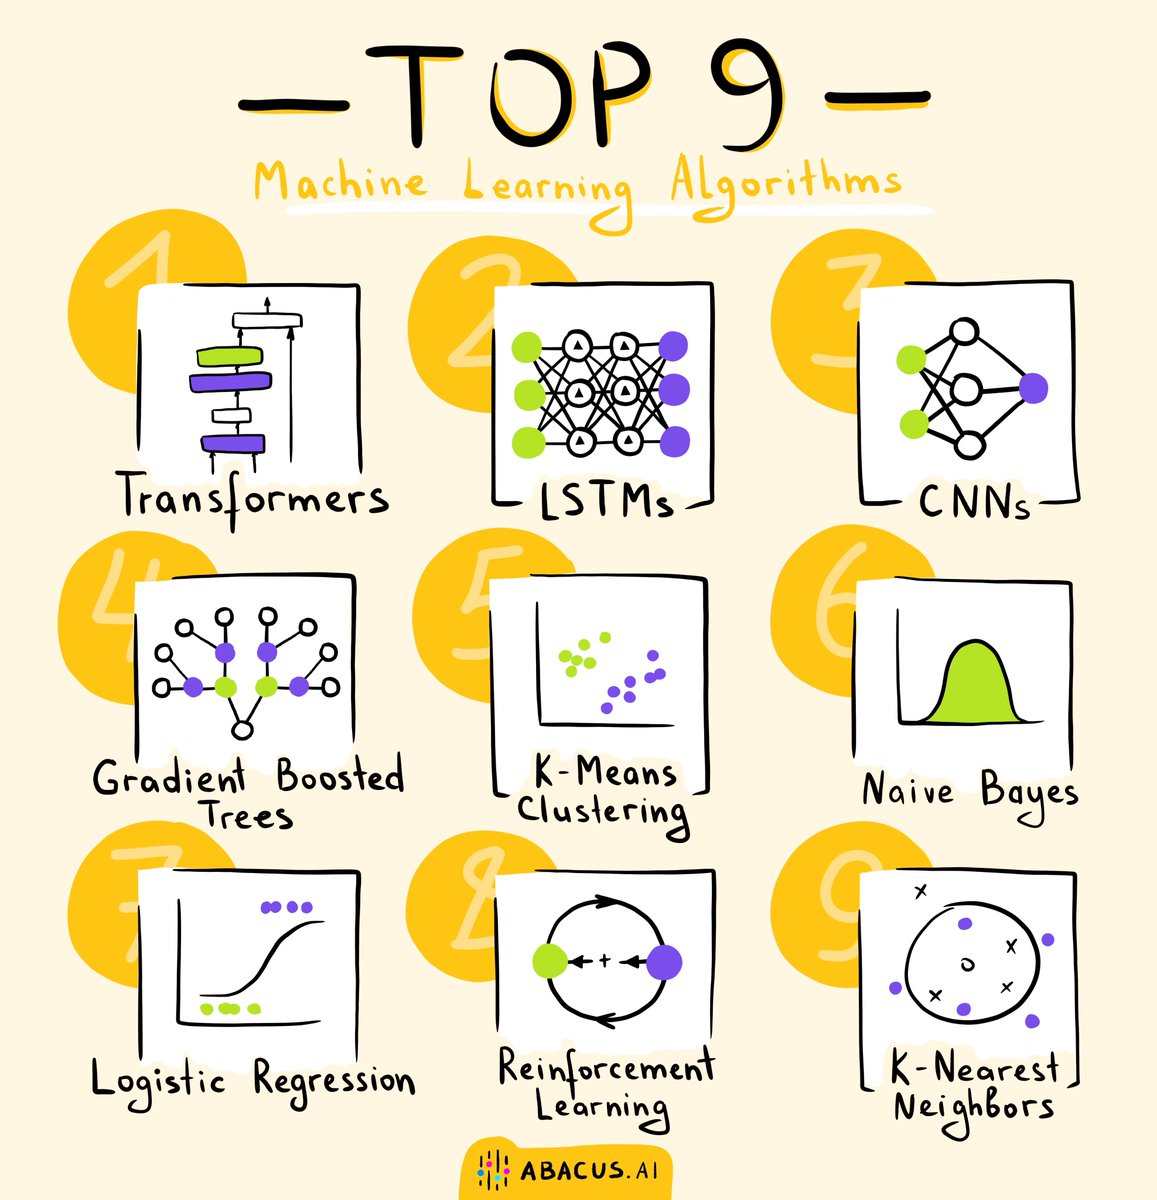 TOP 9
Machine Learning Algorithms
1
Transformers
2
LSTMs
3
CNNs
4
Gradient Boosted
Trees
5
K-Means
Clustering
6
Naive Bayes
7
Logistic Regression
8
+
Reinforcement
Learning
9
K-Nearest
Neighbors
ABACUS.AI